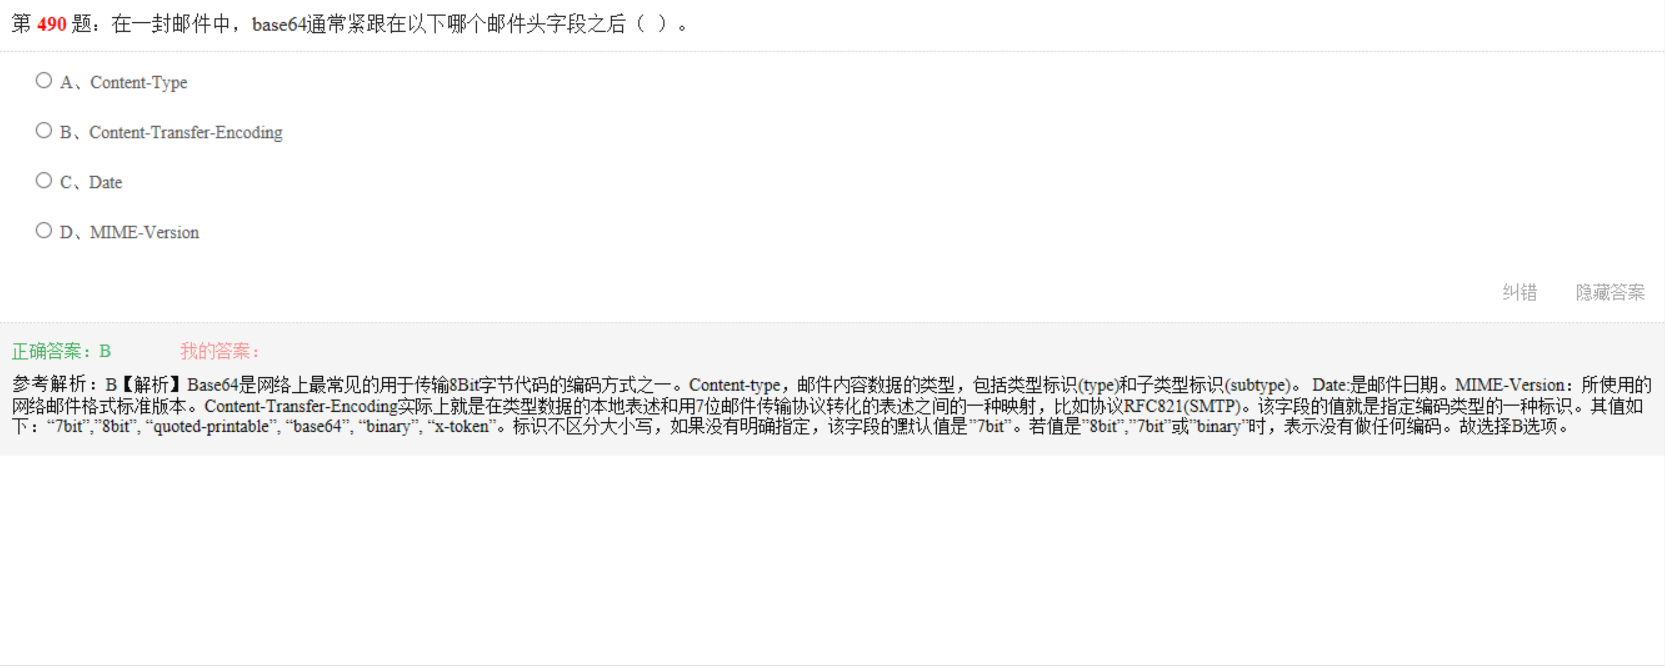 第 490 题：在一封邮件中，base64通常紧跟在以下哪个邮件头字段之后（ ）。
A、Content-Type
B、Content-Transfer-Encoding
C、Date
D、MIME-Version
纠错 隐藏答案
正确答案：B 我的答案：
参考解析：B【解析】Base64是网络上最常见的用于传输8Bit字节代码的编码方式之一。Content-type，邮件内容数据的类型，包括类型标识(type)和子类型标识(subtype)。 Date:是邮件日期。MIME-Version：所使用的
网络邮件格式标准版本。Content-Transfer-Encoding实际上就是在类型数据的本地表述和用7位邮件传输协议转化的表述之间的一种映射，比如协议RFC821(SMTP)。该字段的值就是指定编码类型的一种标识。其值如
下：“7bit”,”8bit”, “quoted-printable”, “base64”, “binary”, “x-token”。标识不区分大小写，如果没有明确指定，该字段的默认值是”7bit”。若值是”8bit”,”7bit”或”binary”时，表示没有做任何编码。故选择B选项。